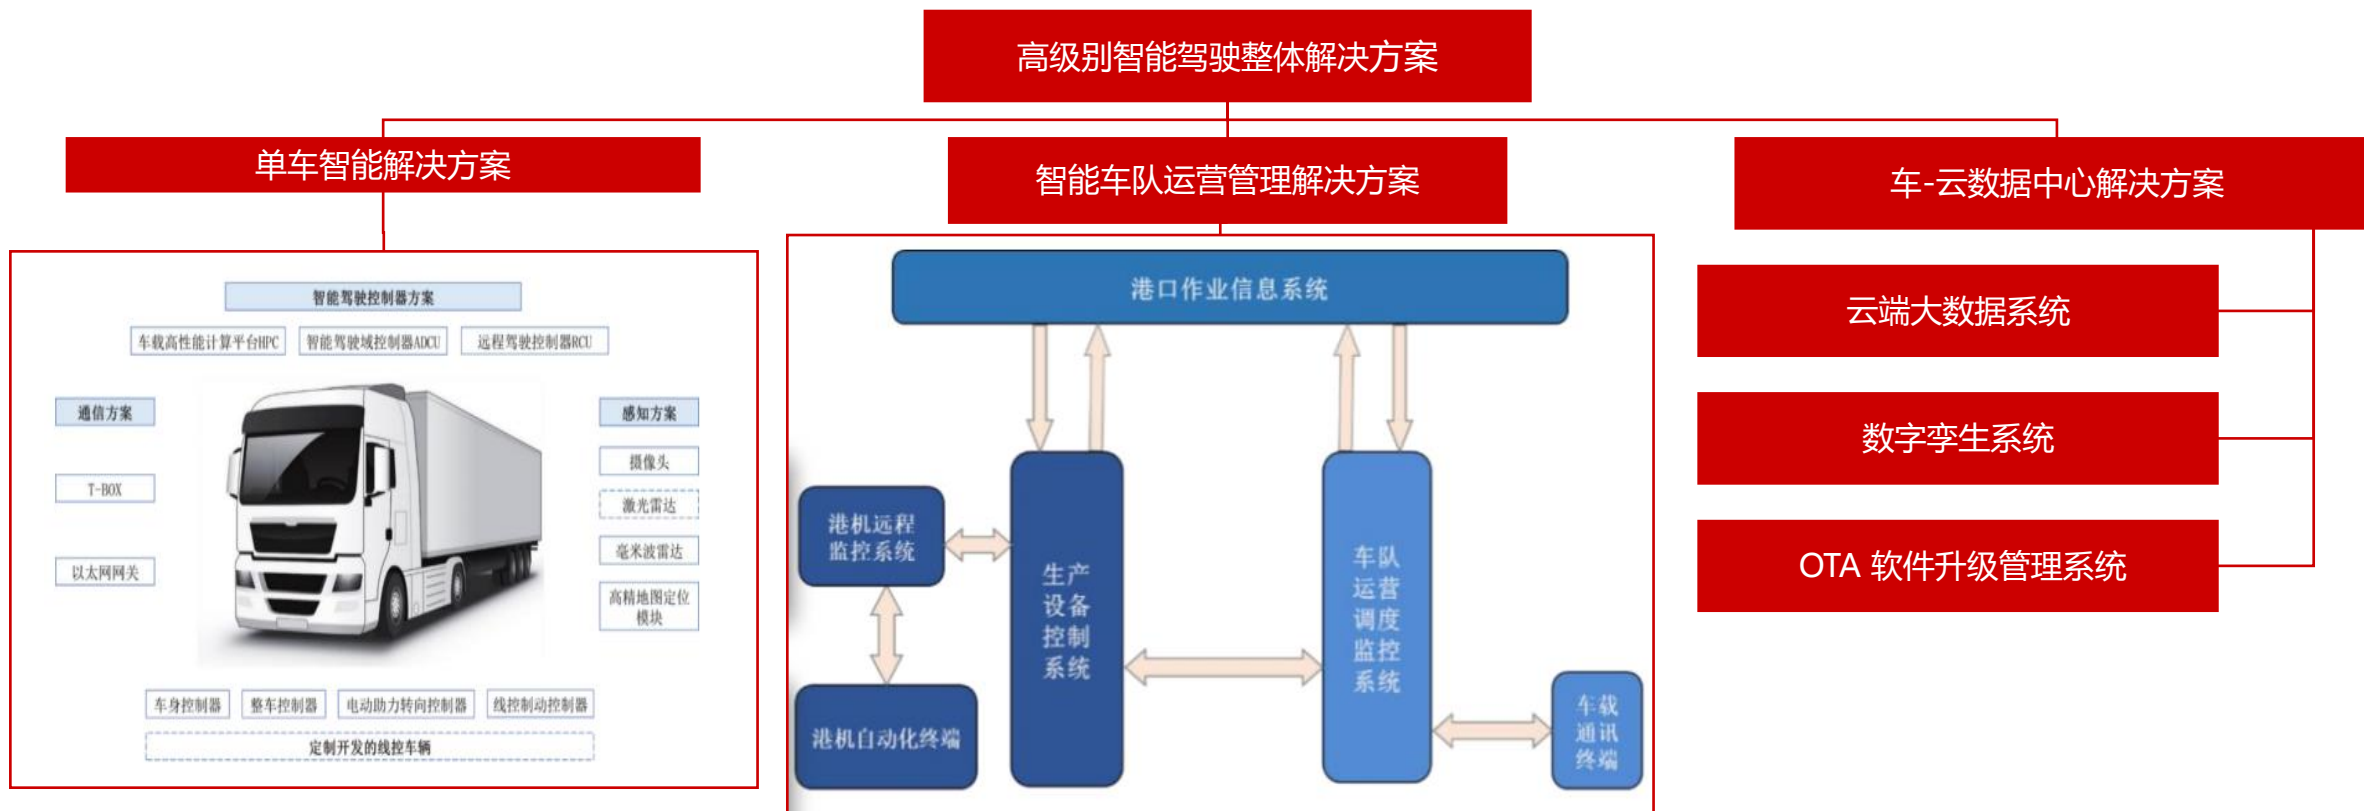 高级别智能驾驶整体解决方案
单车智能解决方案
智能车队运营管理解决方案
车-云数据中心解决方案
智能驾驶控制器方案
车载高性能计算平台HPC
智能驾驶域控制器ADCU
远程驾驶控制器RCU
通信方案
T-BOX
以太网网关
感知方案
摄像头
激光雷达
毫米波雷达
高精地图定位
模块
车身控制器
整车控制器
电动助力转向控制器
线控制动控制器
定制开发的线控车辆
港口作业信息系统
港机远程
监控系统
港机自动化终端
生产
设备
控制
系统
车队
运营
调度
监控
系统
车载
通讯
终端
云端大数据系统
数字孪生系统
OTA 软件升级管理系统